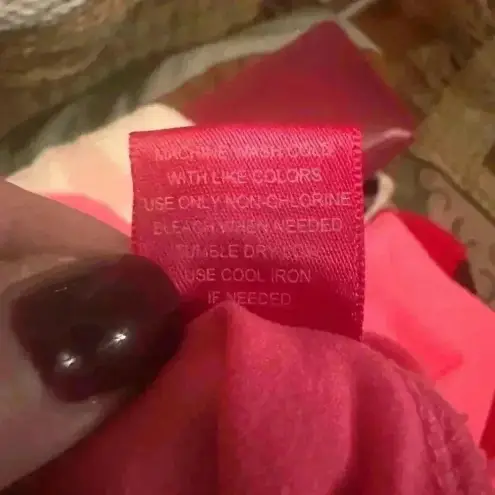 MACHINE WASH COLD
WITH LIKE COLORS
USE ONLY NON-CHLORINE
BLEACH WHEN NEEDED
TUMBLE DRY LOW
USE COOL IRON
IF NEEDED